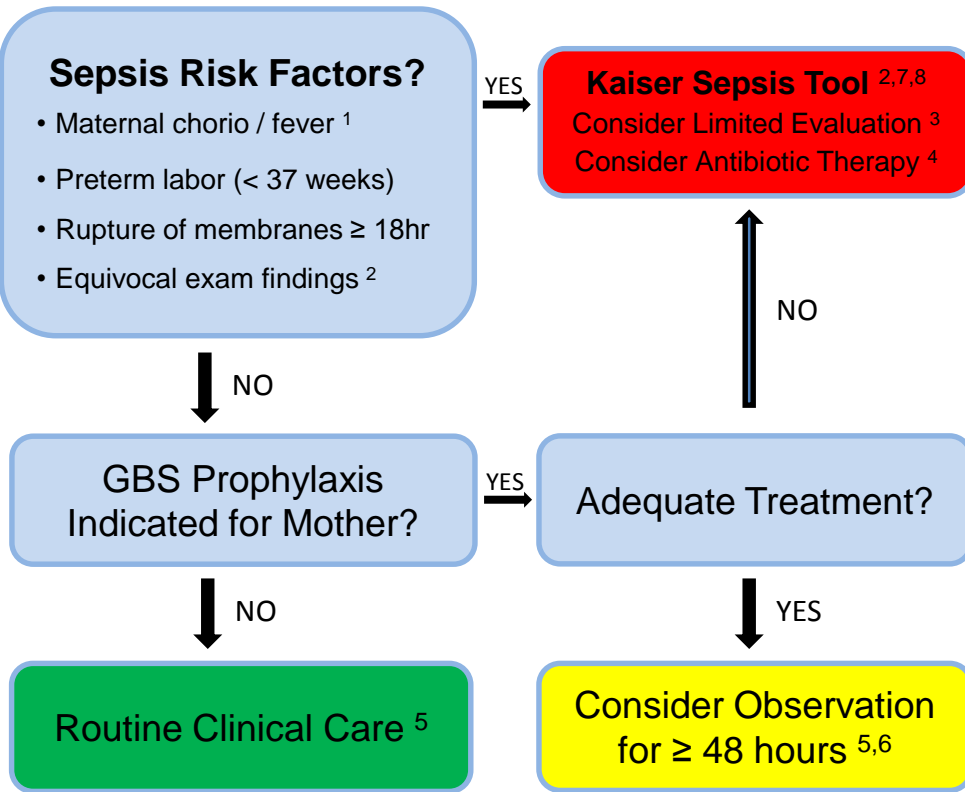 Sepsis Risk Factors?
• Maternal chorio / fever 1
• Preterm labor (< 37 weeks)
• Rupture of membranes ≥ 18hr
• Equivocal exam findings 2
YES
Kaiser Sepsis Tool 2,7,8
Consider Limited Evaluation 3
Consider Antibiotic Therapy 4
NO
NO
GBS Prophylaxis
Indicated for Mother?
YES
Adequate Treatment?
NO
YES
Routine Clinical Care 5
Consider Observation
for ≥ 48 hours 5,6